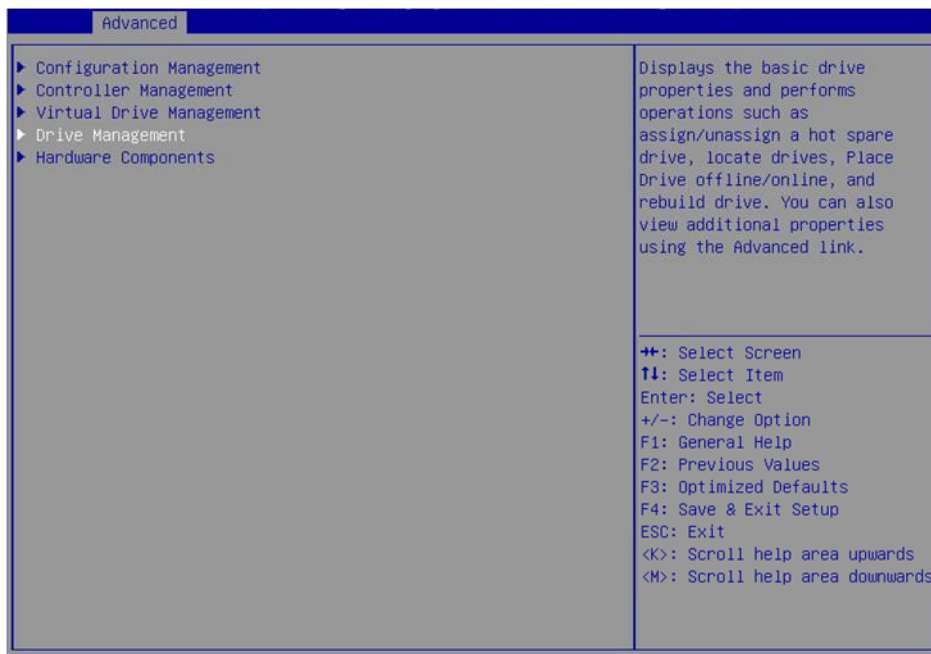 Advanced
Configuration Management
Controller Management
Virtual Drive Management
Drive Management
Hardware Components
Displays the basic drive
properties and performs
operations such as
assign/unassign a hot spare
drive, locate drives, Place
Drive offline/online, and
rebuild drive. You can also
view additional properties
using the Advanced link.
→←: Select Screen
↑↓: Select Item
Enter: Select
+/-: Change Option
F1: General Help
F2: Previous Values
F3: Optimized Defaults
F4: Save & Exit Setup
ESC: Exit
<K>: Scroll help area upwards
<M>: Scroll help area downwards